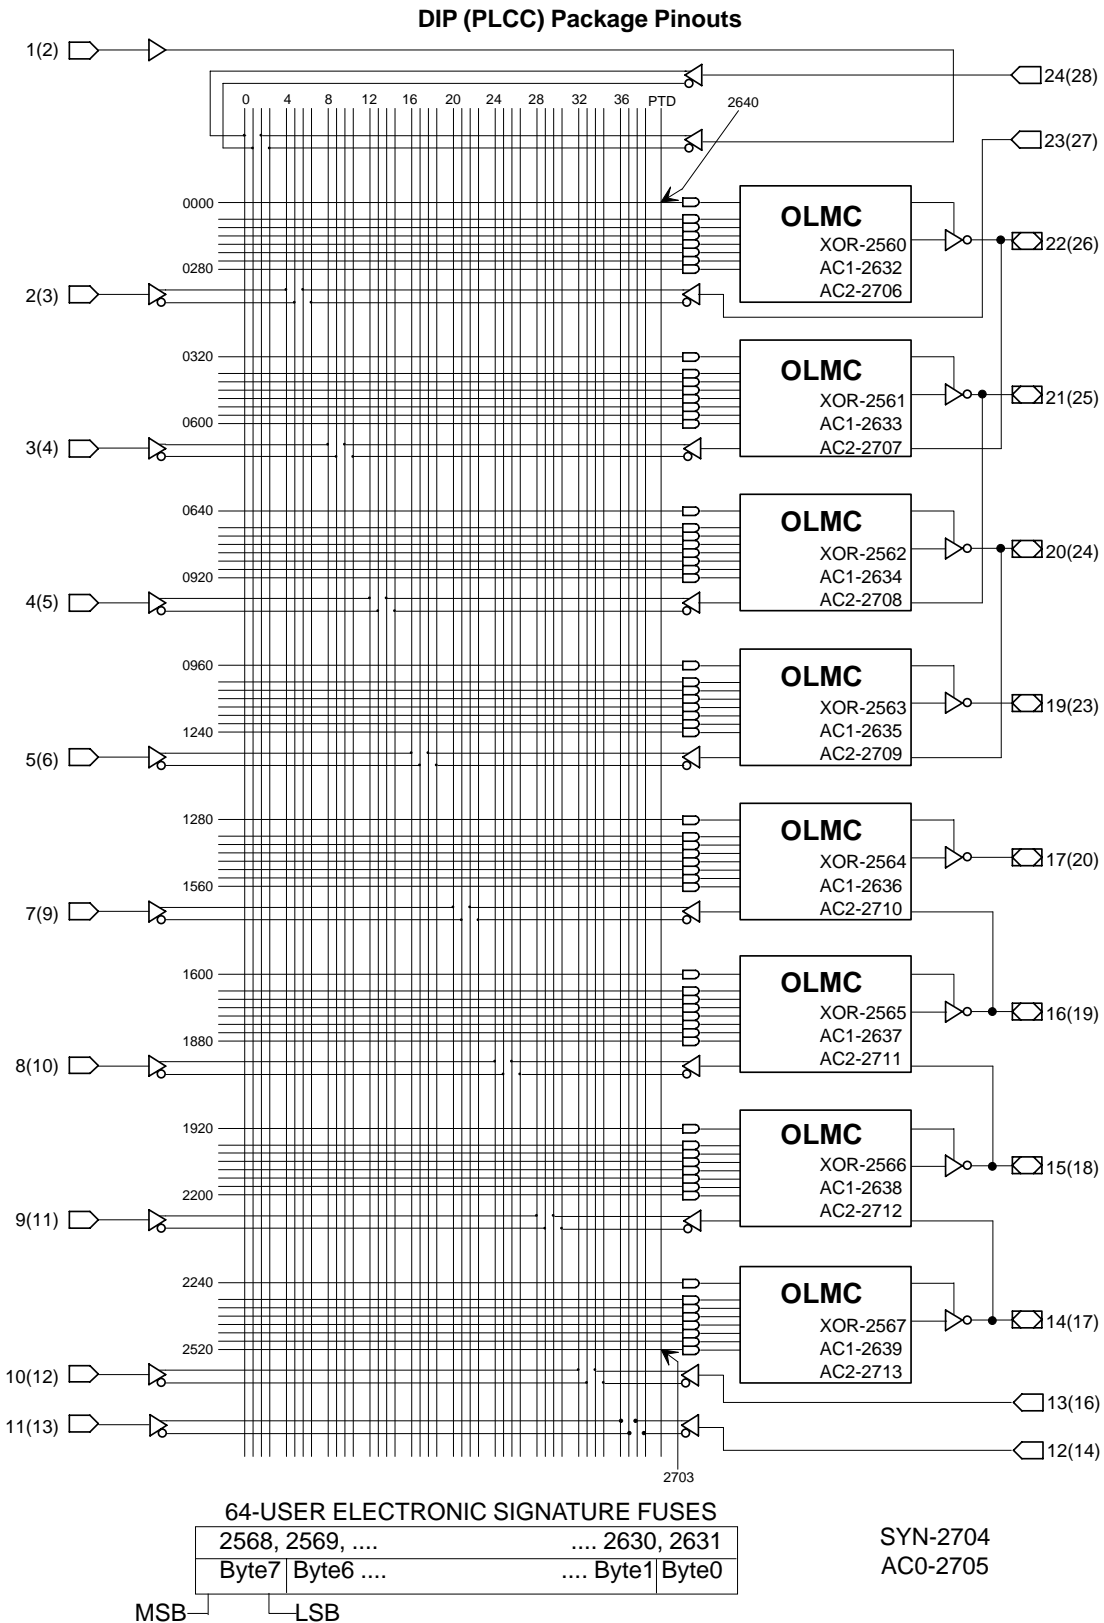 DIP (PLCC) Package Pinouts
1(2)
24(28)
0 4 8 12 16 20 24 28 32 36 PTD
2640
23(27)
0000
OLMC
XOR-2560
22(26)
AC1-2632
0280
AC2-2706
2(3)
0320
OLMC
XOR-2561
21(25)
AC1-2633
0600
AC2-2707
3(4)
0640
OLMC
XOR-2562
20(24)
AC1-2634
0920
AC2-2708
4(5)
0960
OLMC
XOR-2563
19(23)
AC1-2635
1240
AC2-2709
5(6)
1280
OLMC
XOR-2564
17(20)
AC1-2636
1560
AC2-2710
7(9)
1600
OLMC
XOR-2565
16(19)
AC1-2637
1880
AC2-2711
8(10)
1920
OLMC
XOR-2566
15(18)
AC1-2638
2200
AC2-2712
9(11)
2240
OLMC
XOR-2567
14(17)
AC1-2639
2520
AC2-2713
10(12)
13(16)
11(13)
12(14)
2703
64-USER ELECTRONIC SIGNATURE FUSES
2568, 2569, .... .... 2630, 2631
Byte7 Byte6 .... .... Byte1 Byte0
MSB LSB
SYN-2704
AC0-2705